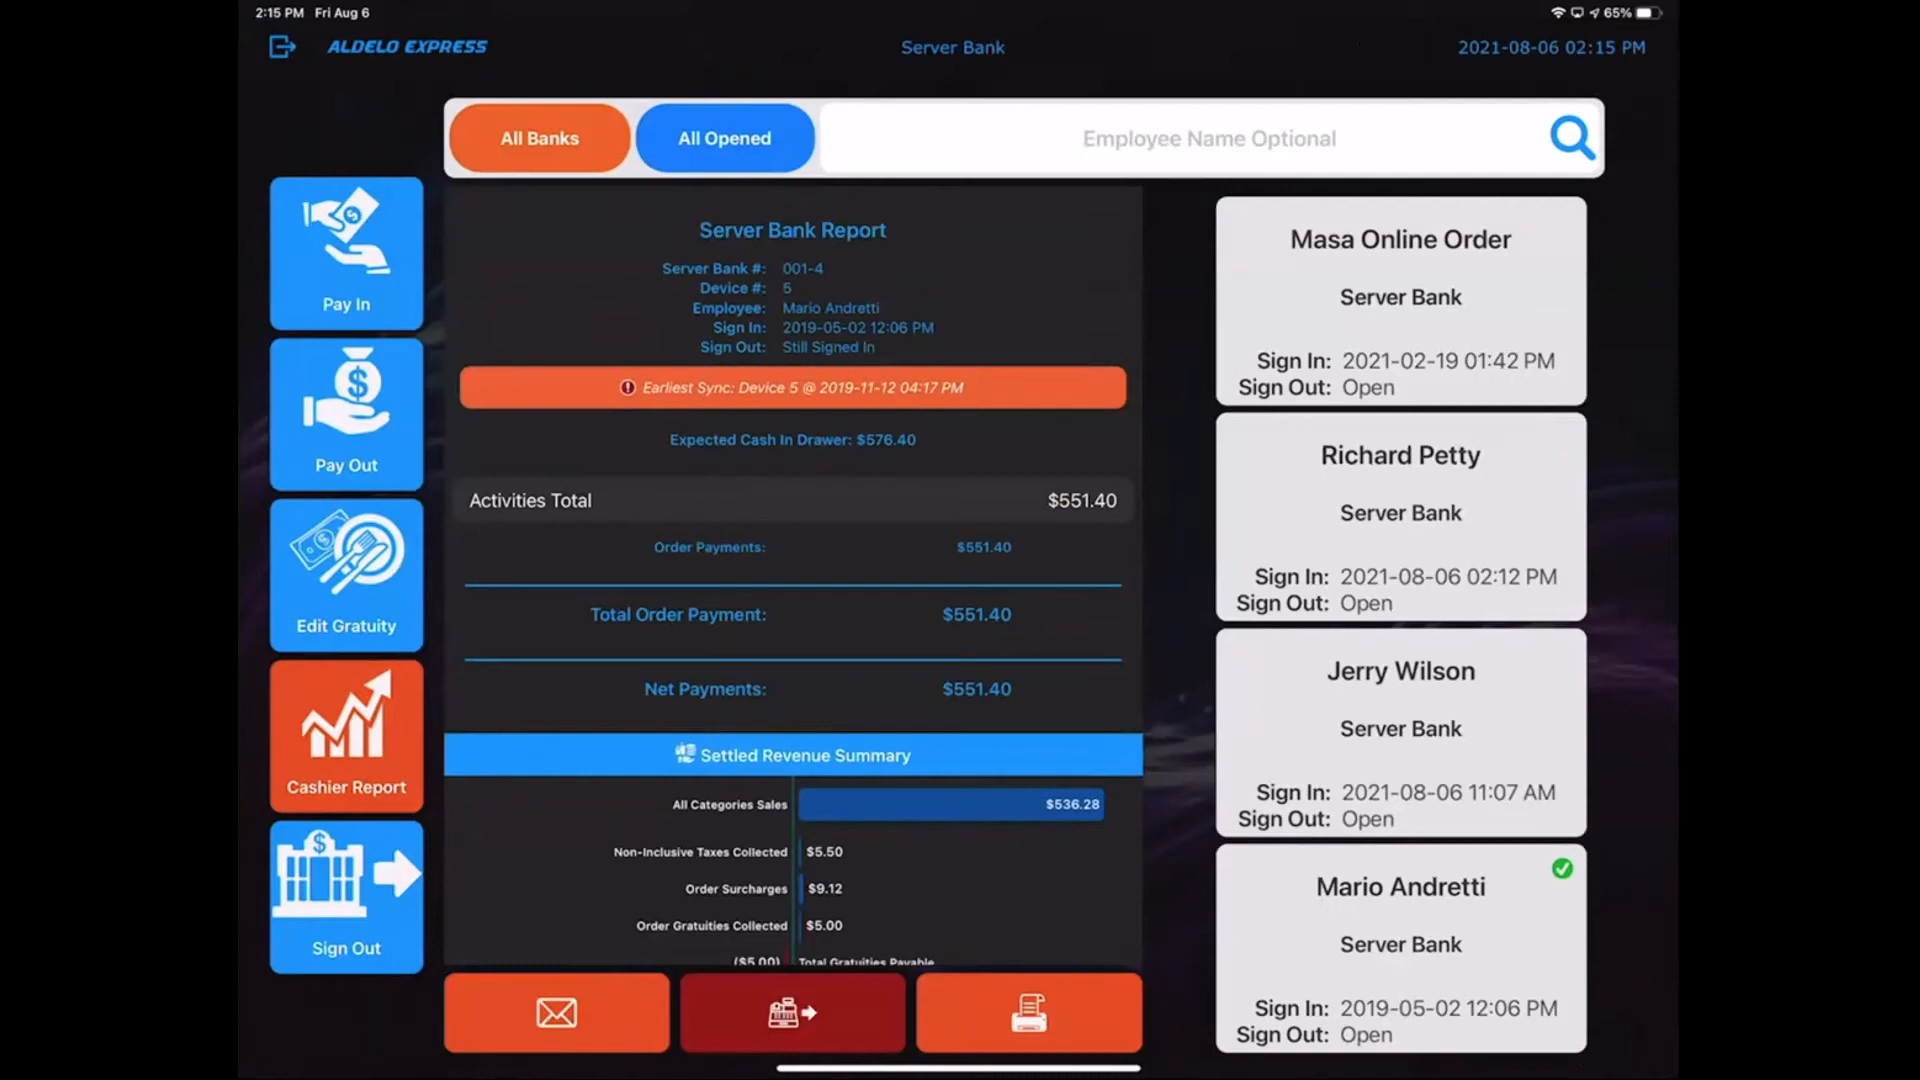 2:15 PM Fri Aug 6
65%
ALDELO EXPRESS
Server Bank
2021-08-06 02:15 PM
All Banks
All Opened
Employee Name Optional
Pay In
Pay Out
Edit Gratuity
Cashier Report
Sign Out
Server Bank Report
Server Bank #: 001-4
Device #: 5
Employee: Mario Andretti
Sign In: 2019-05-02 12:06 PM
Sign Out: Still Signed In
Earliest Sync: Device 5 @ 2019-11-12 04:17 PM
Expected Cash In Drawer: $576.40
Activities Total $551.40
Order Payments: $551.40
Total Order Payment: $551.40
Net Payments: $551.40
Settled Revenue Summary
All Categories Sales $536.28
Non-Inclusive Taxes Collected $5.50
Order Surcharges $9.12
Order Gratuities Collected $5.00
($5.00) Total Gratuities Payable
Masa Online Order
Server Bank
Sign In: 2021-02-19 01:42 PM
Sign Out: Open
Richard Petty
Server Bank
Sign In: 2021-08-06 02:12 PM
Sign Out: Open
Jerry Wilson
Server Bank
Sign In: 2021-08-06 11:07 AM
Sign Out: Open
Mario Andretti
Server Bank
Sign In: 2019-05-02 12:06 PM
Sign Out: Open